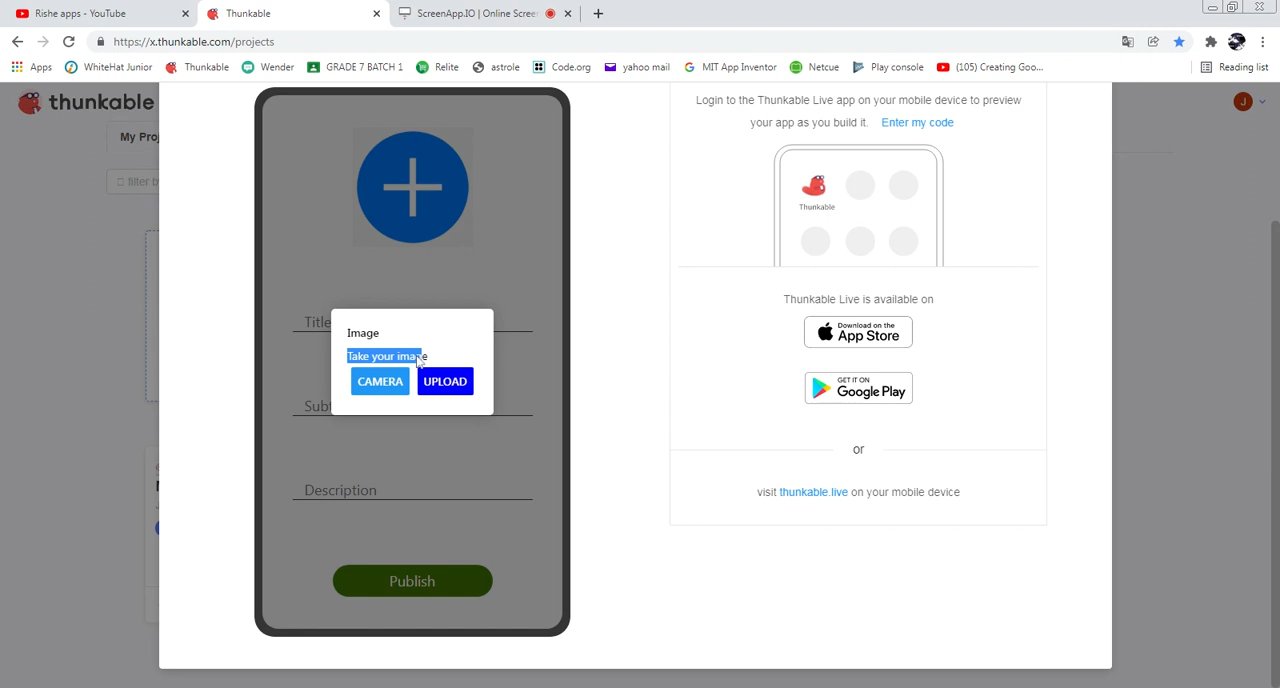 Rishe apps - YouTube
Thunkable
ScreenApp.IO | Online Screen
https://x.thunkable.com/projects
Apps
WhiteHat Junior
Thunkable
Wender
GRADE 7 BATCH 1
Relite
astrole
Code.org
yahoo mail
MIT App Inventor
Netcue
Play console
(105) Creating Goo...
Reading list
thunkable
J
My Proj
filter b
Login to the Thunkable Live app on your mobile device to preview
your app as you build it. Enter my code
Thunkable
Thunkable Live is available on
Download on the
App Store
GET IT ON
Google Play
or
visit thunkable.live on your mobile device
Title
Image
Take your image
CAMERA
UPLOAD
Subt
Description
Publish